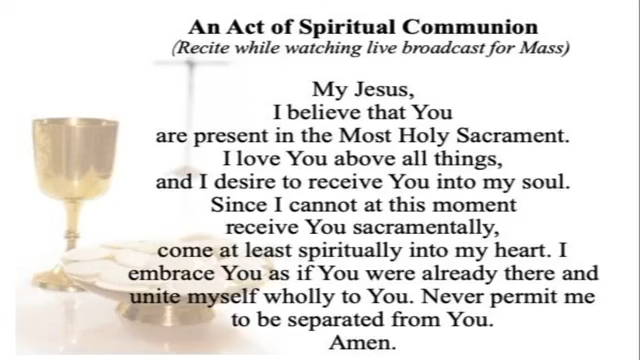 An Act of Spiritual Communion
(Recite while watching live broadcast for Mass)
My Jesus,
I believe that You
are present in the Most Holy Sacrament.
I love You above all things,
and I desire to receive You into my soul.
Since I cannot at this moment
receive You sacramentally,
come at least spiritually into my heart. I
embrace You as if You were already there and
unite myself wholly to You. Never permit me
to be separated from You.
Amen.